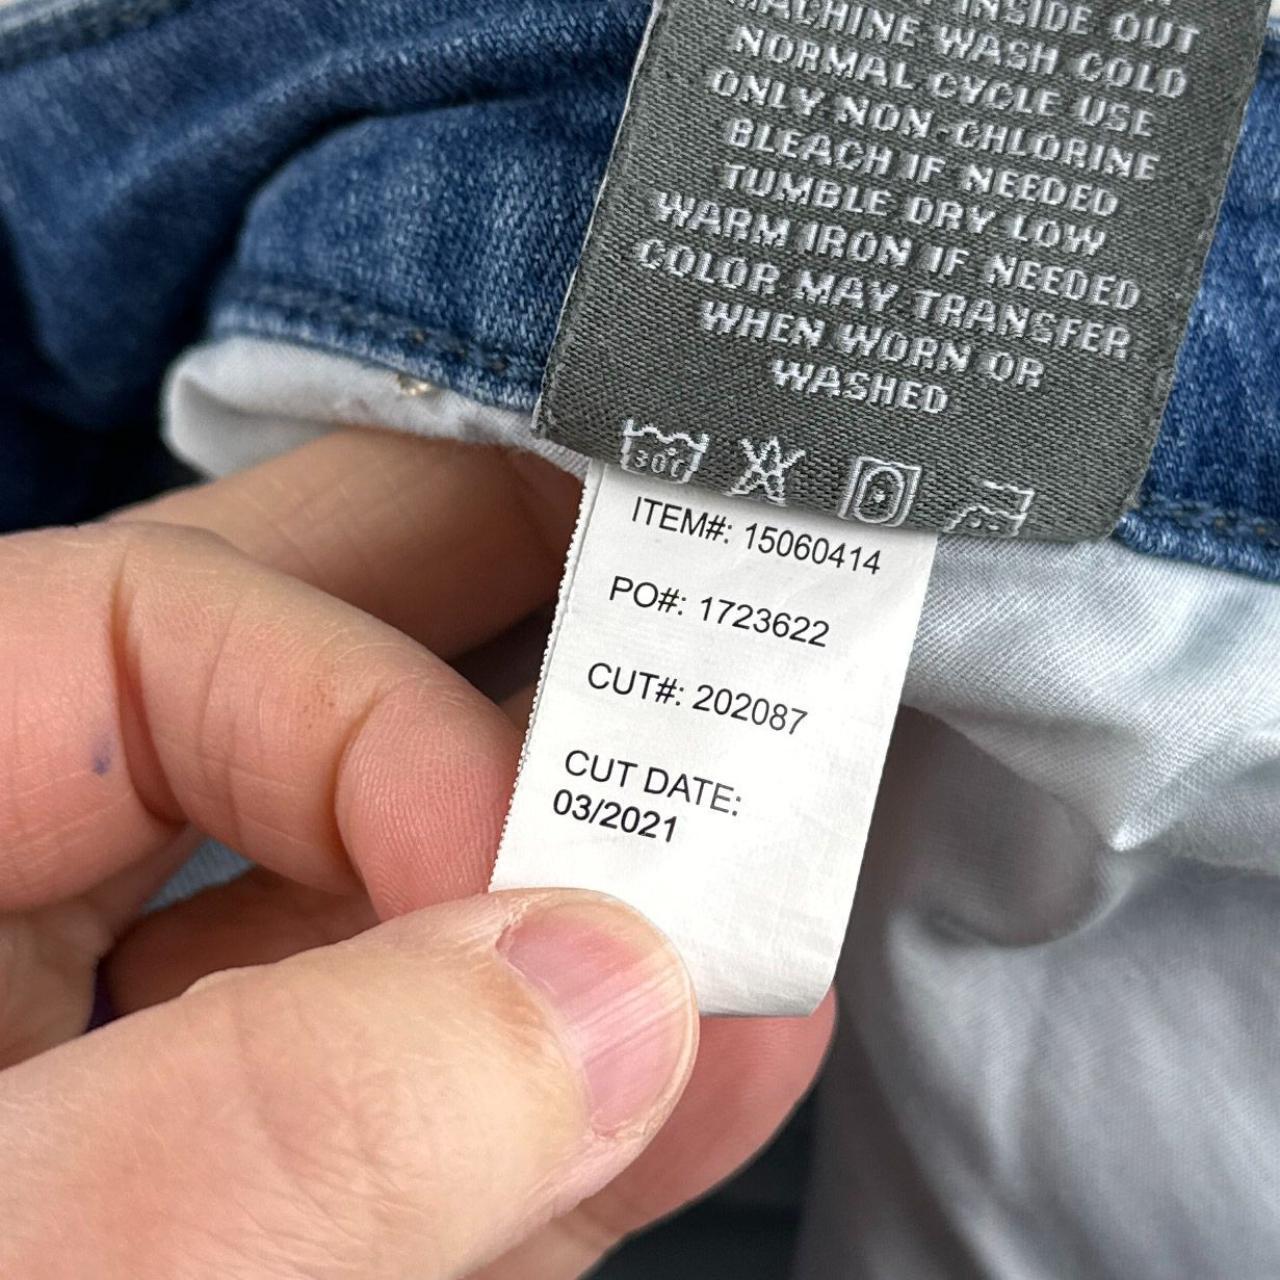 INSIDE OUT
MACHINE WASH COLD
NORMAL CYCLE USE
ONLY NON-CHLORINE
BLEACH IF NEEDED
TUMBLE DRY LOW
WARM IRON IF NEEDED
COLOR MAY TRANSFER
WHEN WORN OR
WASHED
30C
ITEM#: 15060414
PO#: 1723622
CUT#: 202087
CUT DATE:
03/2021